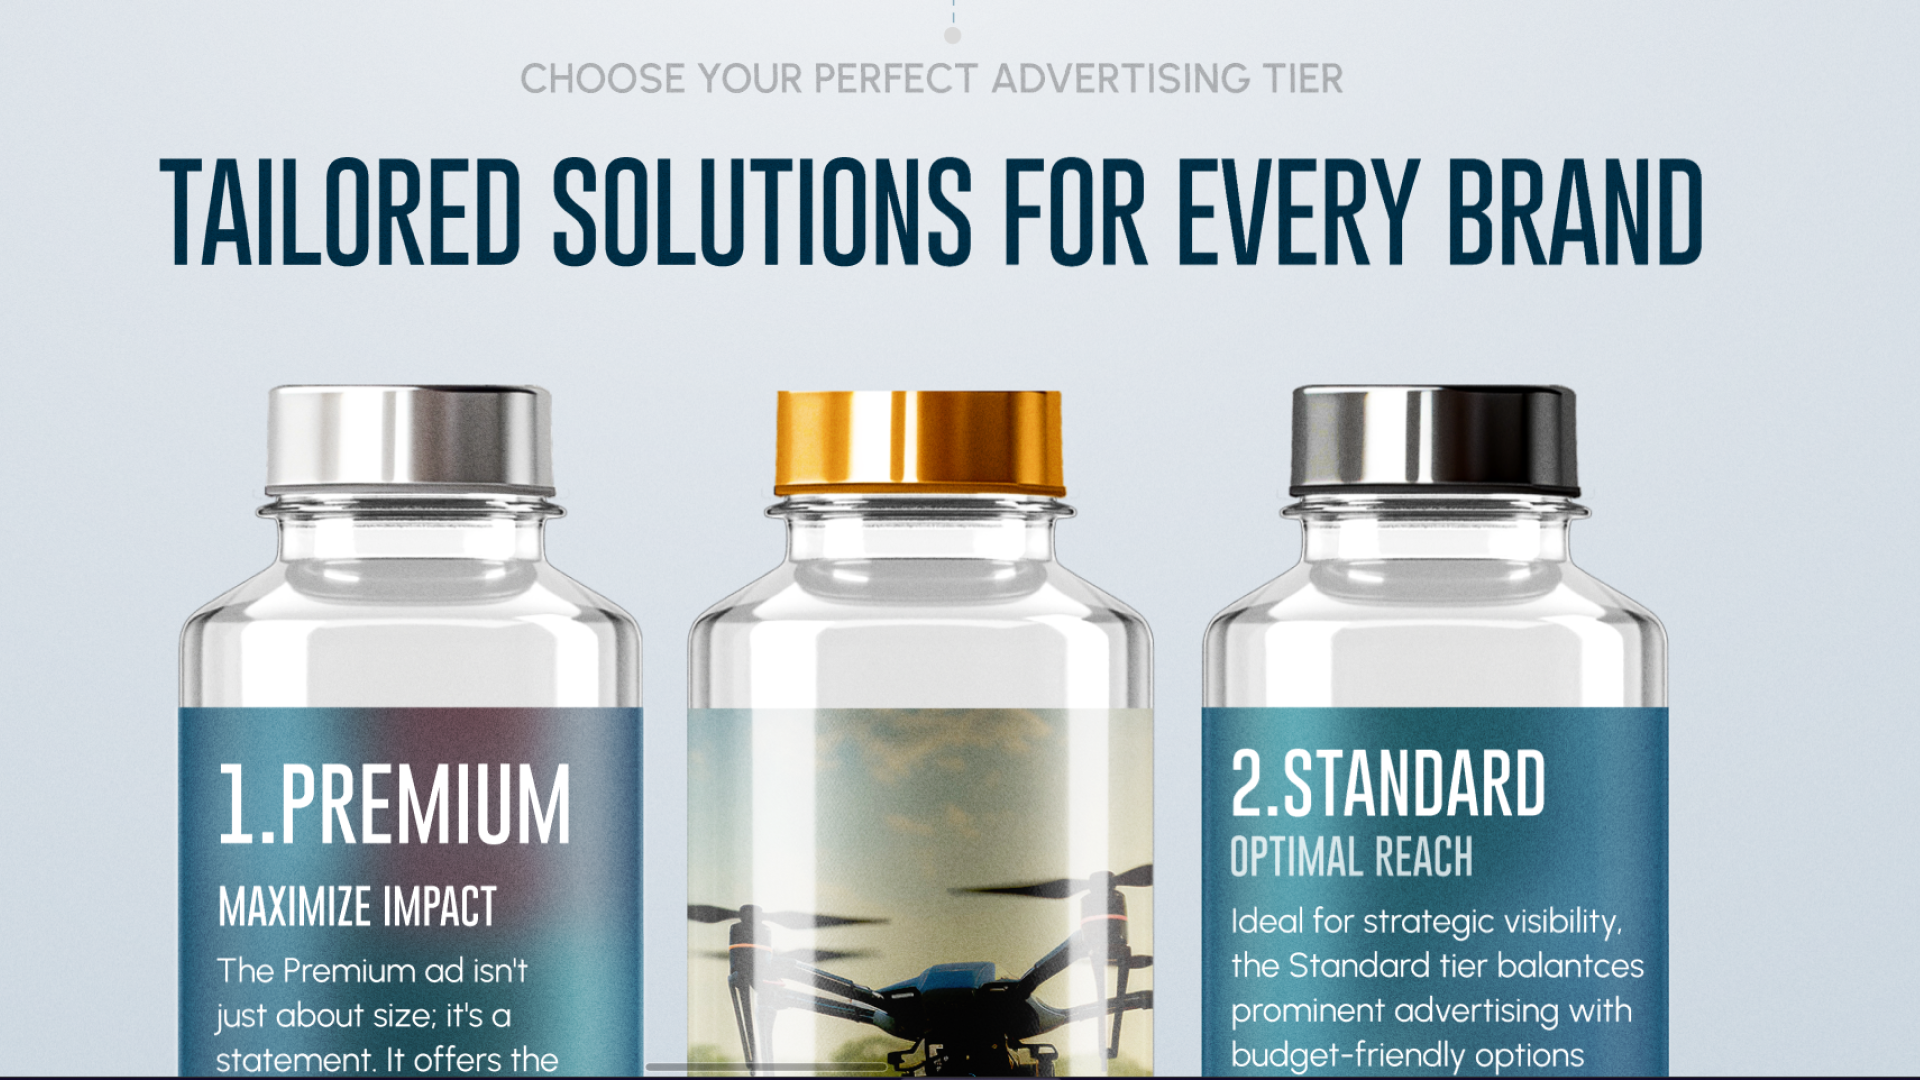 CHOOSE YOUR PERFECT ADVERTISING TIER
TAILORED SOLUTIONS FOR EVERY BRAND
1.PREMIUM
MAXIMIZE IMPACT
The Premium ad isn't
just about size; it's a
statement. It offers the
2.STANDARD
OPTIMAL REACH
Ideal for strategic visibility,
the Standard tier balantces
prominent advertising with
budget-friendly options